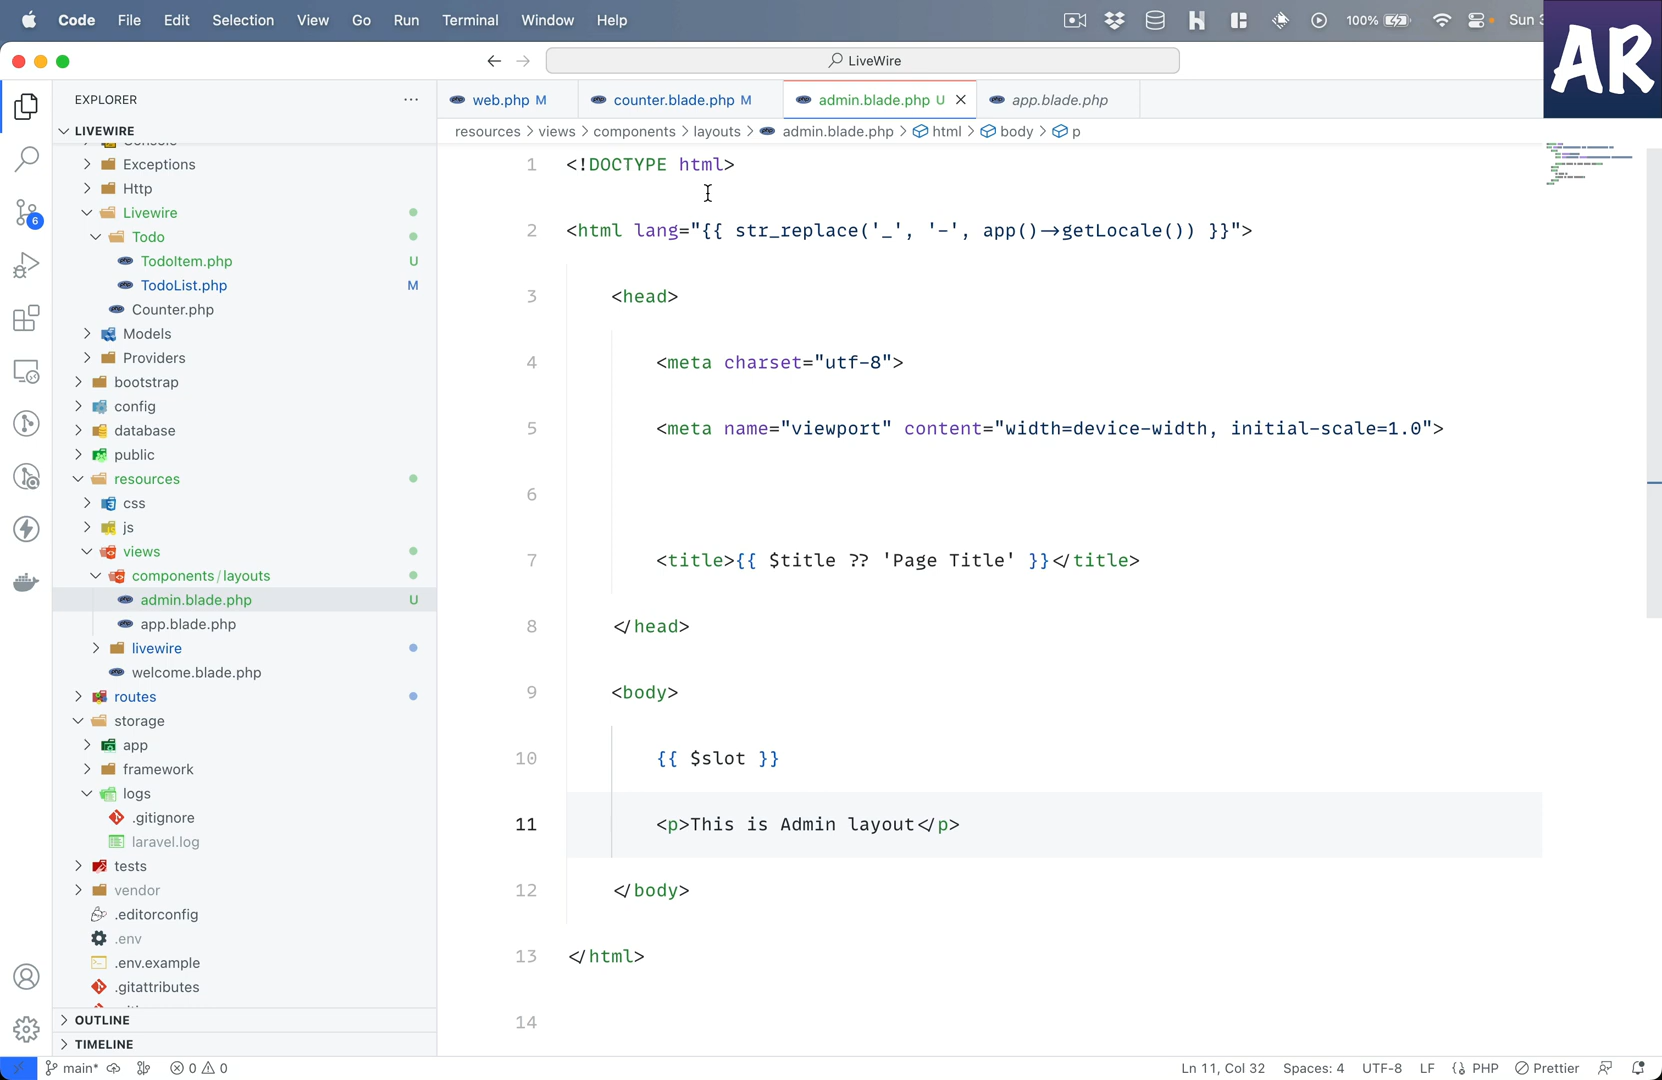 Code File Edit Selection View Go Run Terminal Window Help 100% Sun 3
AR
LiveWire
EXPLORER
web.php M counter.blade.php M admin.blade.php U app.blade.php
resources > views > components > layouts > admin.blade.php > html > body > p
LIVEWIRE
Console
Exceptions
Http
Livewire
Todo
TodoItem.php U
TodoList.php M
Counter.php
Models
Providers
bootstrap
config
database
public
resources
css
js
views
components/layouts
admin.blade.php U
app.blade.php
livewire
welcome.blade.php
routes
storage
app
framework
logs
.gitignore
laravel.log
tests
vendor
.editorconfig
.env
.env.example
.gitattributes
OUTLINE
TIMELINE
6
1 <!DOCTYPE html>
2 <html lang="{{ str_replace('_', '-', app()->getLocale()) }}">
3 <head>
4 <meta charset="utf-8">
5 <meta name="viewport" content="width=device-width, initial-scale=1.0">
6
7 <title>{{ $title ?? 'Page Title' }}</title>
8 </head>
9 <body>
10 {{ $slot }}
11 <p>This is Admin layout</p>
12 </body>
13 </html>
14
main* 0 0 Ln 11, Col 32 Spaces: 4 UTF-8 LF PHP Prettier